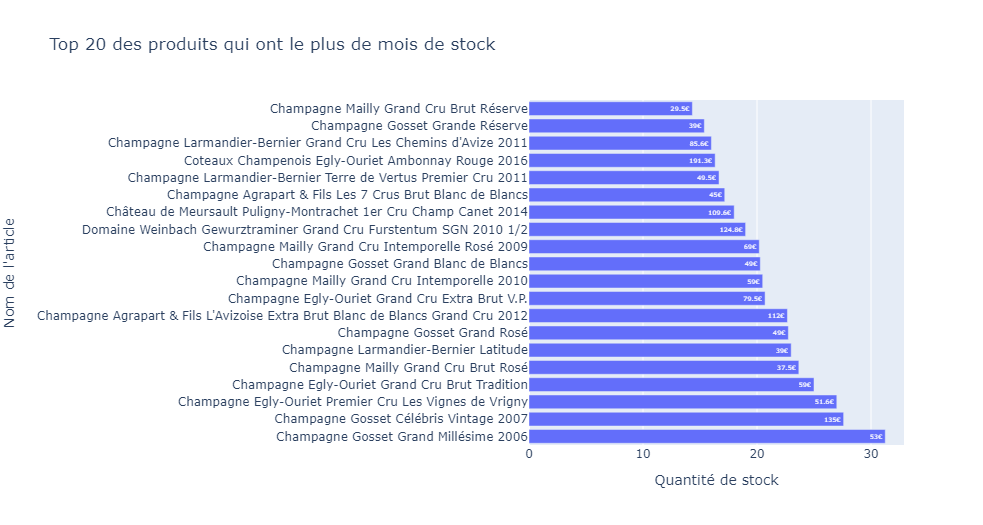 Top 20 des produits qui ont le plus de mois de stock
Nom de l'article
Champagne Mailly Grand Cru Brut Réserve 29.5€
Champagne Gosset Grande Réserve 39€
Champagne Larmandier-Bernier Grand Cru Les Chemins d'Avize 2011 85.6€
Coteaux Champenois Egly-Ouriet Ambonnay Rouge 2016 191.3€
Champagne Larmandier-Bernier Terre de Vertus Premier Cru 2011 49.5€
Champagne Agrapart & Fils Les 7 Crus Brut Blanc de Blancs 45€
Château de Meursault Puligny-Montrachet 1er Cru Champ Canet 2014 109.6€
Domaine Weinbach Gewurztraminer Grand Cru Furstentum SGN 2010 1/2 124.8€
Champagne Mailly Grand Cru Intemporelle Rosé 2009 69€
Champagne Gosset Grand Blanc de Blancs 49€
Champagne Mailly Grand Cru Intemporelle 2010 59€
Champagne Egly-Ouriet Grand Cru Extra Brut V.P. 79.5€
Champagne Agrapart & Fils L'Avizoise Extra Brut Blanc de Blancs Grand Cru 2012 112€
Champagne Gosset Grand Rosé 49€
Champagne Larmandier-Bernier Latitude 39€
Champagne Mailly Grand Cru Brut Rosé 37.5€
Champagne Egly-Ouriet Grand Cru Brut Tradition 59€
Champagne Egly-Ouriet Premier Cru Les Vignes de Vrigny 51.6€
Champagne Gosset Célébris Vintage 2007 135€
Champagne Gosset Grand Millésime 2006 53€
0 10 20 30
Quantité de stock